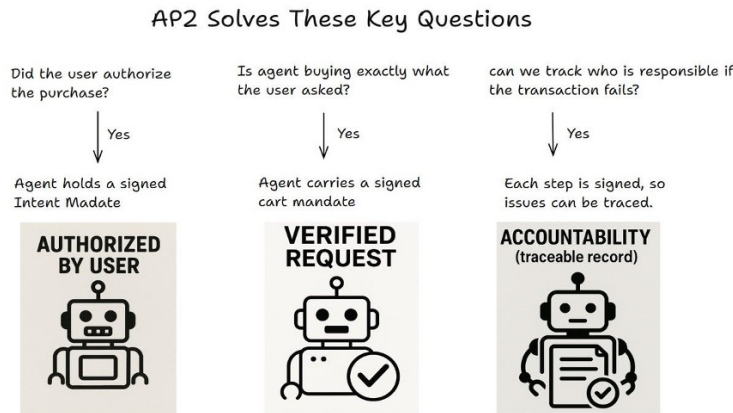 AP2 Solves These Key Questions
Did the user authorize
the purchase?
Yes
Agent holds a signed
Intent Madate
AUTHORIZED
BY USER
Is agent buying exactly what
the user asked?
Yes
Agent carries a signed
cart mandate
VERIFIED
REQUEST
can we track who is responsible if
the transaction fails?
Yes
Each step is signed, so
issues can be traced.
ACCOUNTABILITY
(traceable record)